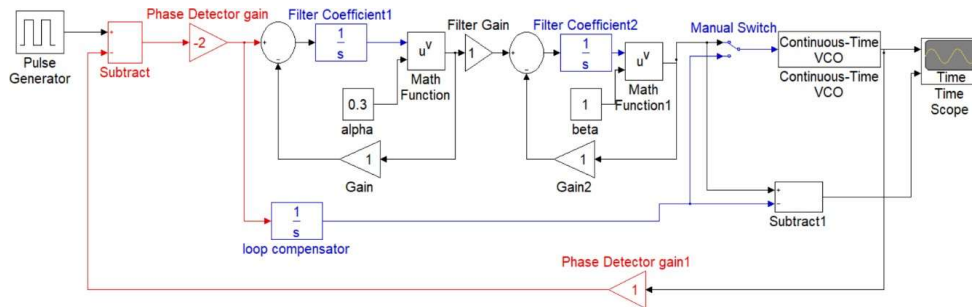 Phase Detector gain
Filter Coefficient1
Filter Gain
Filter Coefficient2
Manual Switch
Pulse
Generator
+
−
Subtract
-2
+
−
1
s
u^v
Math
Function
1
+
−
1
s
u^v
Math
Function1
Continuous-Time
VCO
Continuous-Time
VCO
Time
Time
Scope
0.3
alpha
1
beta
1
Gain
1
Gain2
+
−
Subtract1
1
s
loop compensator
Phase Detector gain1
1